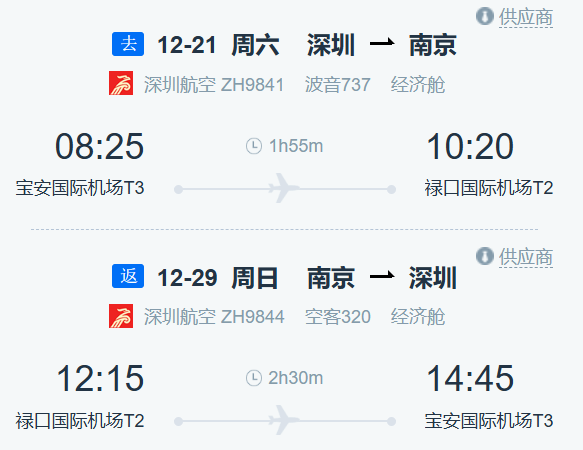 供应商
去 12-21 周六 深圳 南京
深圳航空 ZH9841 波音737 经济舱
08:25 1h55m 10:20
宝安国际机场T3 禄口国际机场T2
供应商
返 12-29 周日 南京 深圳
深圳航空 ZH9844 空客320 经济舱
12:15 2h30m 14:45
禄口国际机场T2 宝安国际机场T3